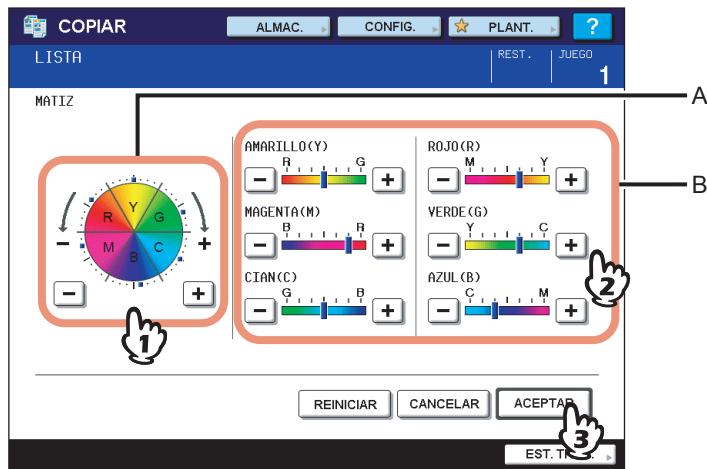 COPIAR
ALMAC. CONFIG. PLANT. ?
LISTA REST. JUEGO
1
MATIZ
A
AMARILLO(Y) ROJO(R)
R G M Y
− + − +
B
MAGENTA(M) VERDE(G)
B R Y C
− + − +
CIAN(C) AZUL(B)
G B C M
− + − +
Y
R G
M C
B
− +
− +
1
2
REINICIAR CANCELAR ACEPTAR
3
EST. T